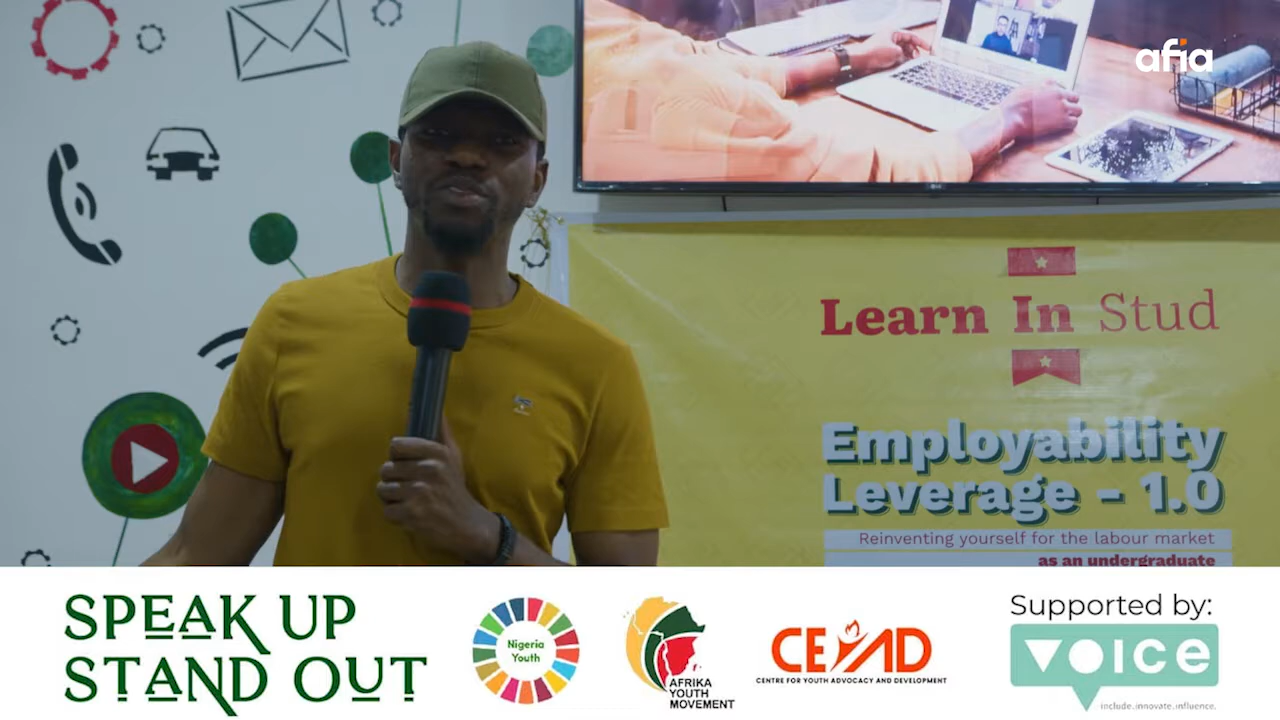 afia
Learn In Stud
Employability
Leverage - 1.0
Reinventing yourself for the labour market
as an undergraduate
SPEAK UP
STAND OUT
Nigeria
Youth
AFRIKA
YOUTH
MOVEMENT
CEYAD
CENTRE FOR YOUTH ADVOCACY AND DEVELOPMENT
Supported by:
VOICE
include.innovate.influence.